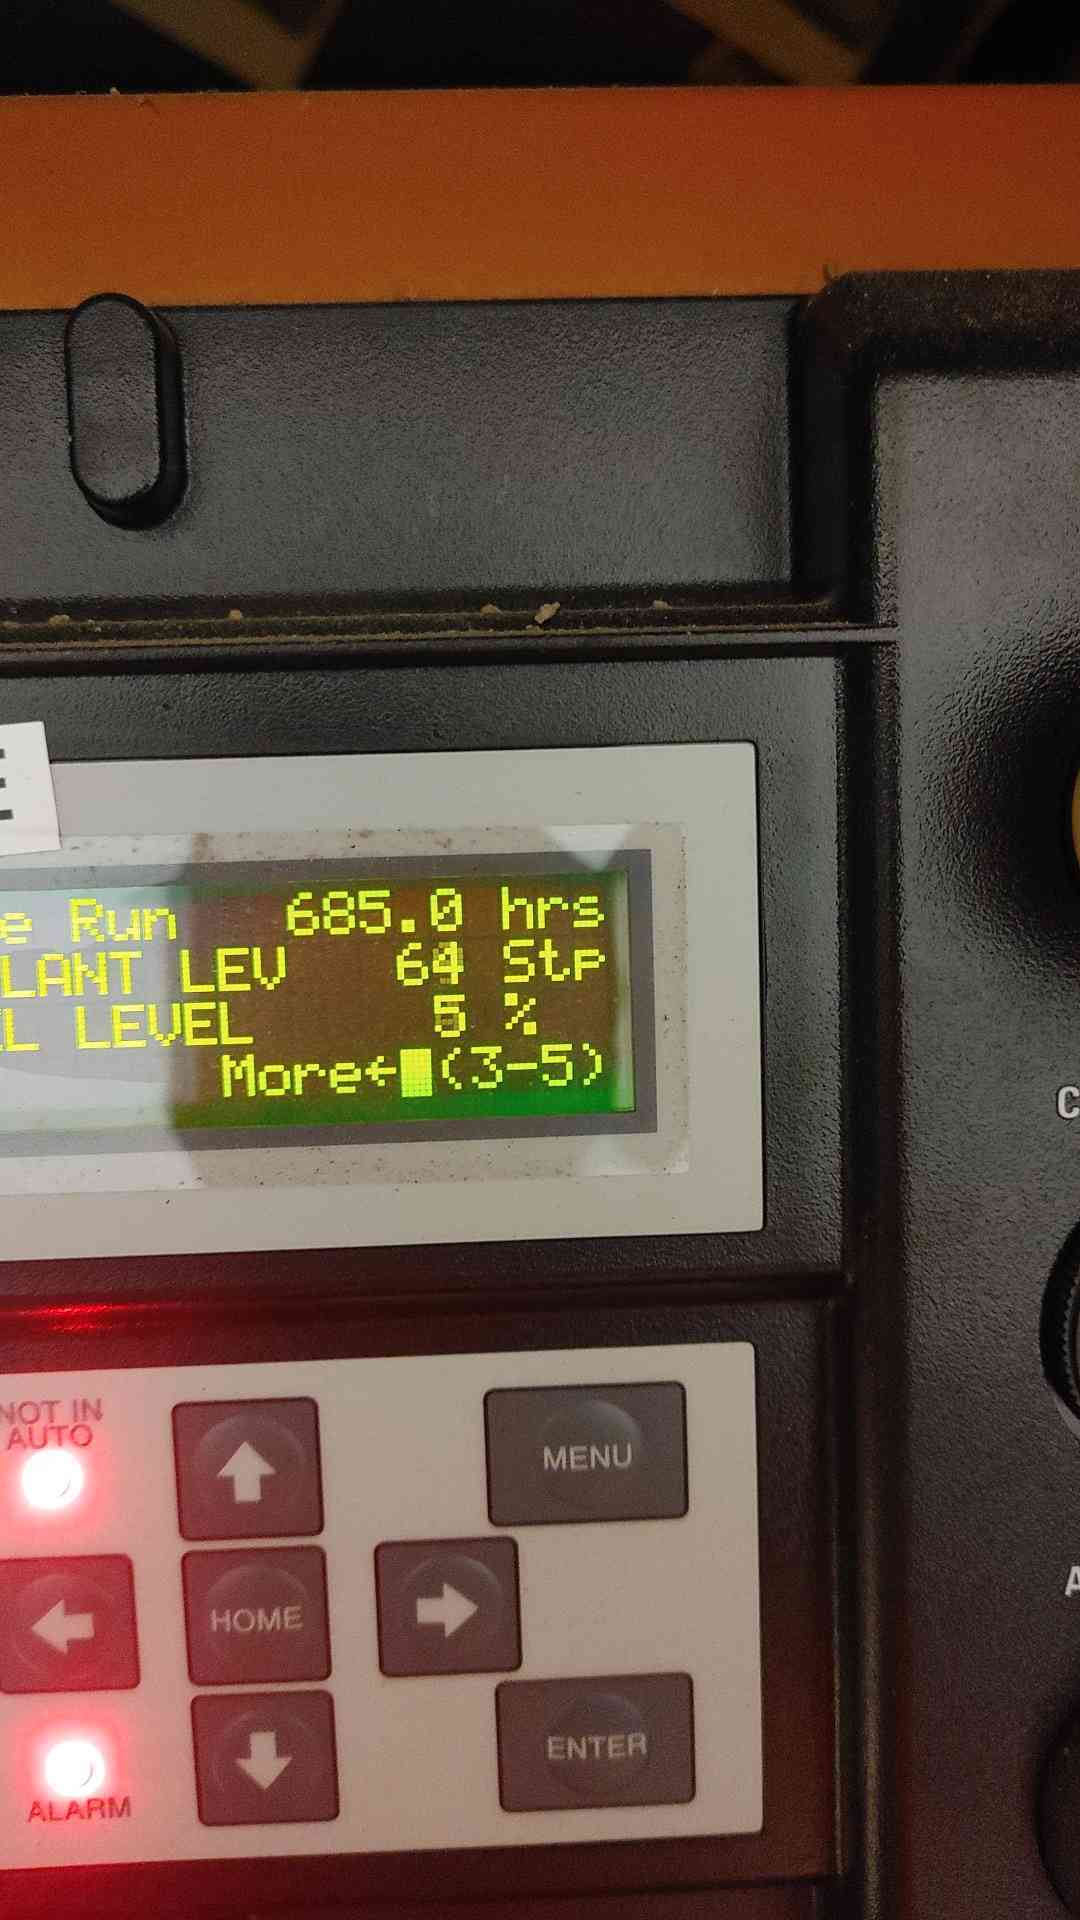 E
e Run 685.0 hrs
LANT LEV 64 Stp
EL LEVEL 5 %
More←(3-5)
NOT IN
AUTO
MENU
HOME
ENTER
ALARM
C
A